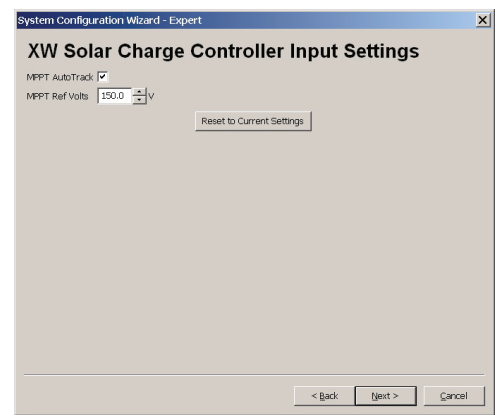 System Configuration Wizard - Expert
XW Solar Charge Controller Input Settings
MPPT AutoTrack
MPPT Ref Volts 150.0 V
Reset to Current Settings
< Back Next > Cancel